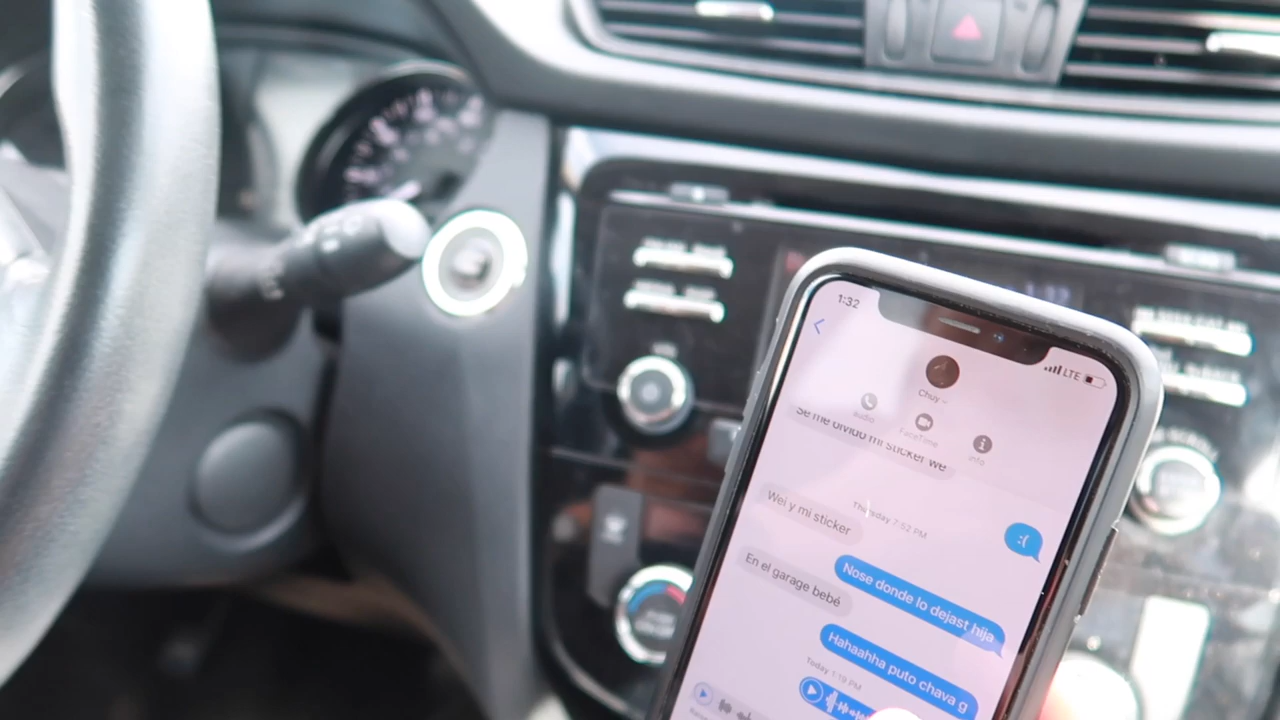 1:32
LTE
Chuy
audio
FaceTime
info
Se me olvido mi sticker we
Thursday 7:52 PM
:(
Wei y mi sticker
Nose donde lo dejast hija
En el garage bebé
Hahaahha puto chava g
Today 1:19 PM